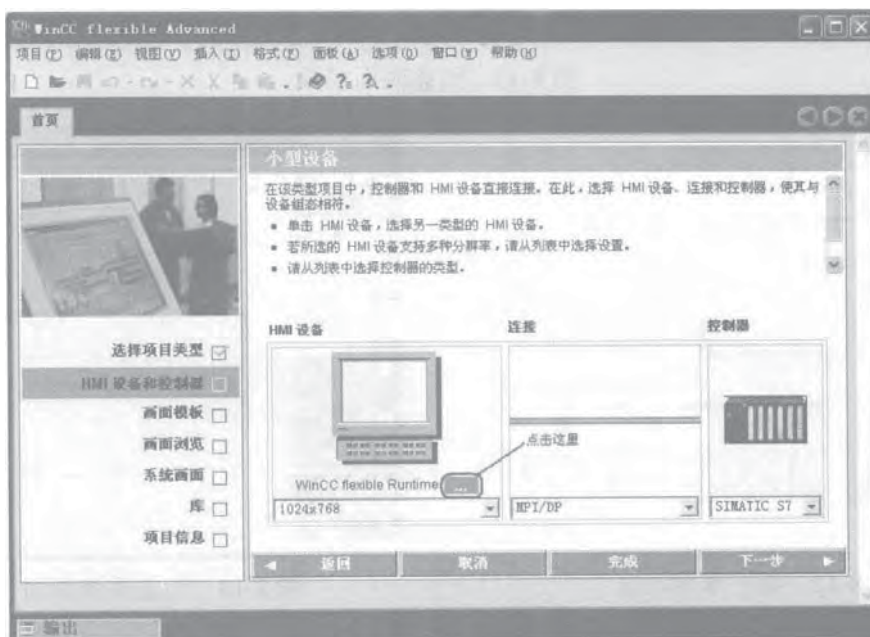 WinCC flexible Advanced
项目(P) 编辑(E) 视图(V) 插入(I) 格式(F) 面板(A) 选项(O) 窗口(W) 帮助(H)
首页
小型设备
在该类型项目中，控制器和 HMI 设备直接连接。在此，选择 HMI 设备、连接和控制器，使其与
设备组态相符。
• 单击 HMI 设备，选择另一类型的 HMI 设备。
• 若所选的 HMI 设备支持多种分辨率，请从列表中选择设置。
• 请从列表中选择控制器的类型。
选择项目类型
HMI 设备和控制器
画面模板
画面浏览
系统画面
库
项目信息
HMI 设备 连接 控制器
点击这里
WinCC flexible Runtime ...
1024x768 MPI/DP SIMATIC S7
返回 取消 完成 下一步
输出